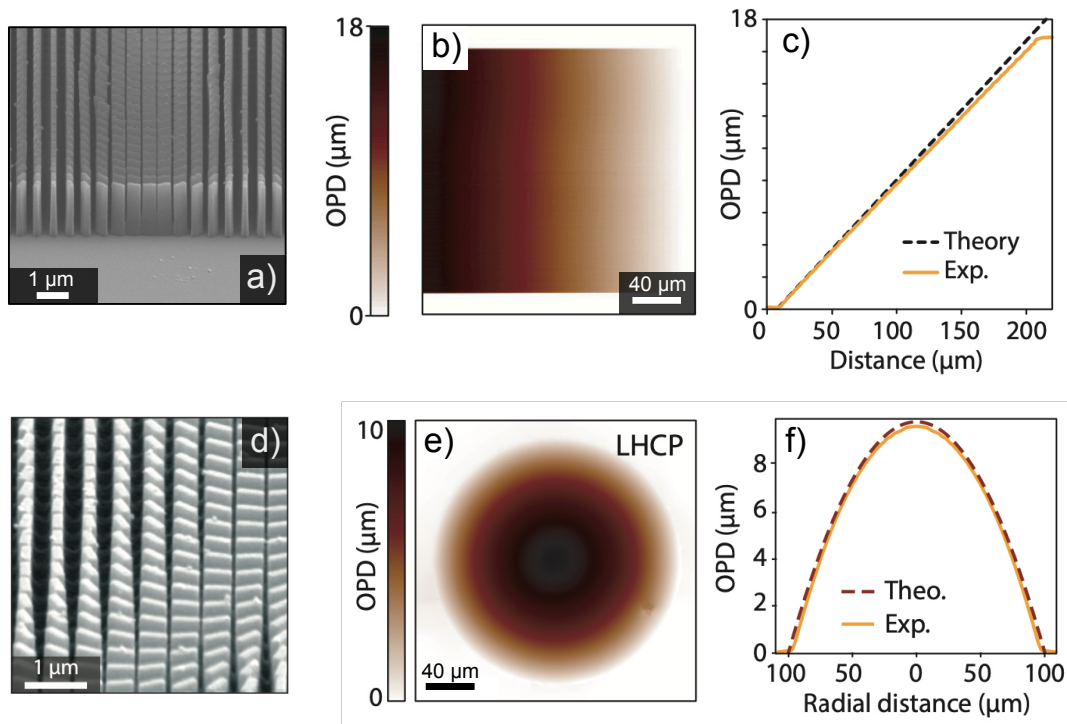 1 µm
a)
18
OPD (µm)
0
b)
40 µm
c)
18
OPD (µm)
0
Theory
Exp.
0 50 100 150 200
Distance (µm)
d)
1 µm
10
OPD (µm)
0
e)
LHCP
40 µm
f)
8
6
4
2
0
OPD (µm)
Theo.
Exp.
100 50 0 50 100
Radial distance (µm)